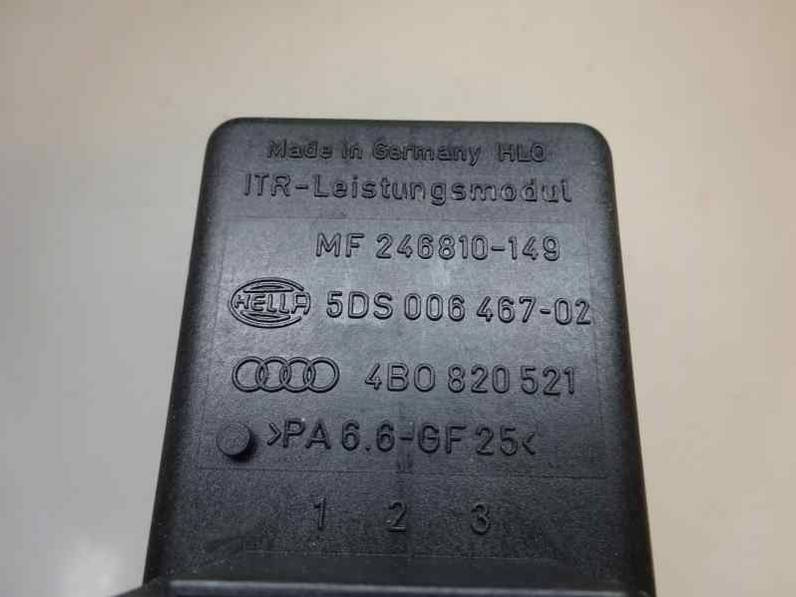 Made in Germany HLO
ITR-Leistungsmodul
MF 246810-149
HELLA 5DS 006 467-02
4B0 820 521
>PA 6.6-GF 25<
1 2 3